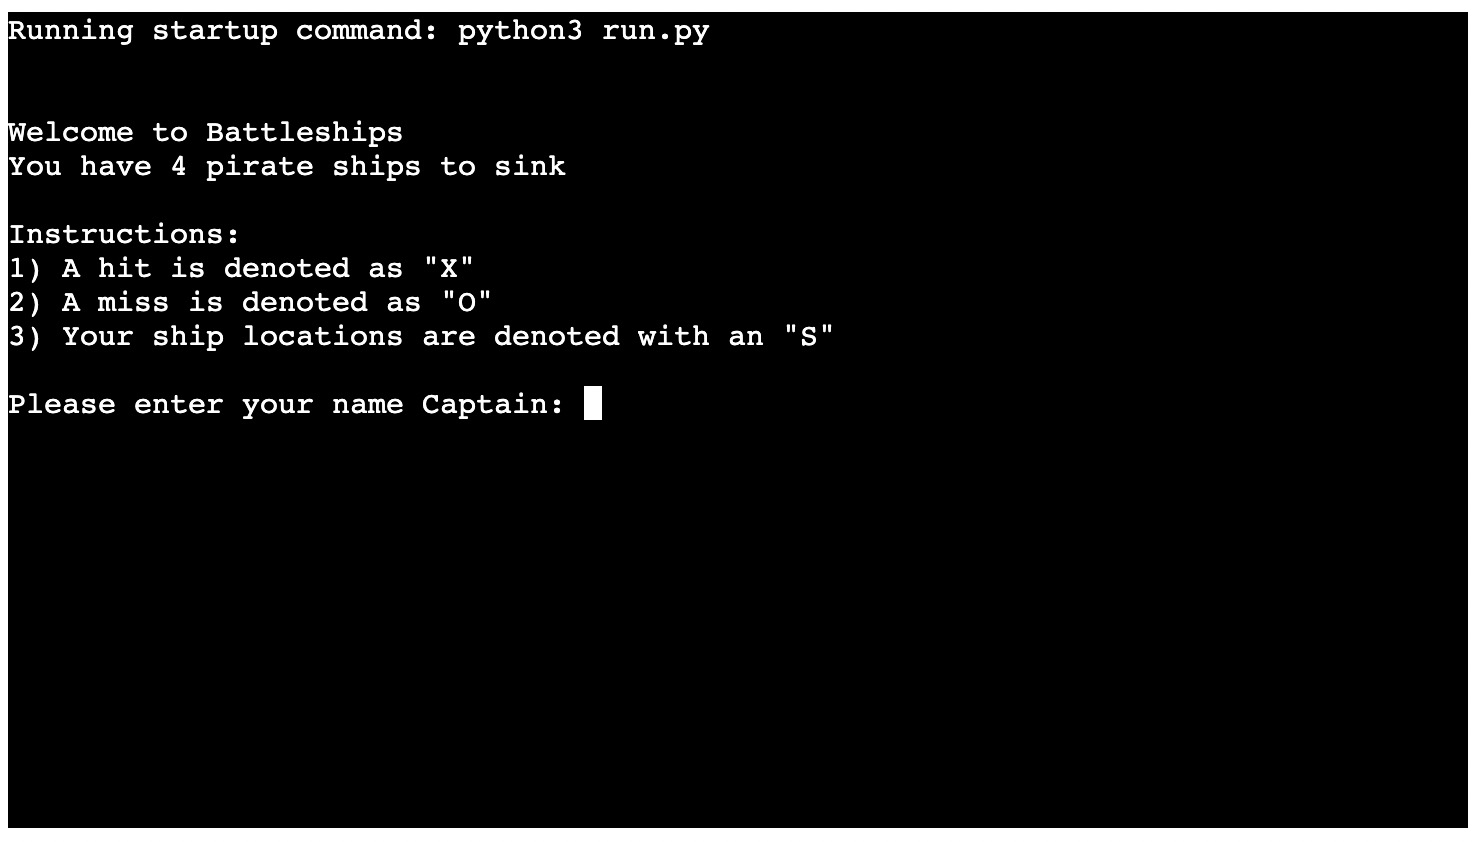 Running startup command: python3 run.py
Welcome to Battleships
You have 4 pirate ships to sink
Instructions:
1) A hit is denoted as "X"
2) A miss is denoted as "O"
3) Your ship locations are denoted with an "S"
Please enter your name Captain: